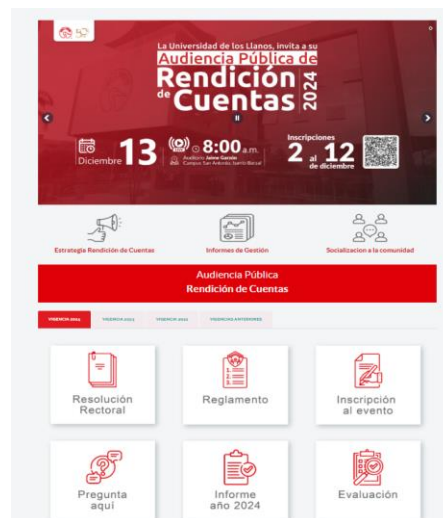 La Universidad de los Llanos, invita a su
Audiencia Pública de
Rendición
de Cuentas 2024
Diciembre 13
8:00 a.m.
Auditorio Jaime Garzón
Campus San Antonio, barrio Barzal
Inscripciones
2 al 12
de diciembre
Estrategia Rendición de Cuentas
Informes de Gestión
Socializacion a la comunidad
Audiencia Pública
Rendición de Cuentas
VIGENCIA 2024 VIGENCIA 2023 VIGENCIA 2022 VIGENCIAS ANTERIORES
Resolución
Rectoral
Reglamento
Inscripción
al evento
Pregunta
aquí
Informe
año 2024
Evaluación